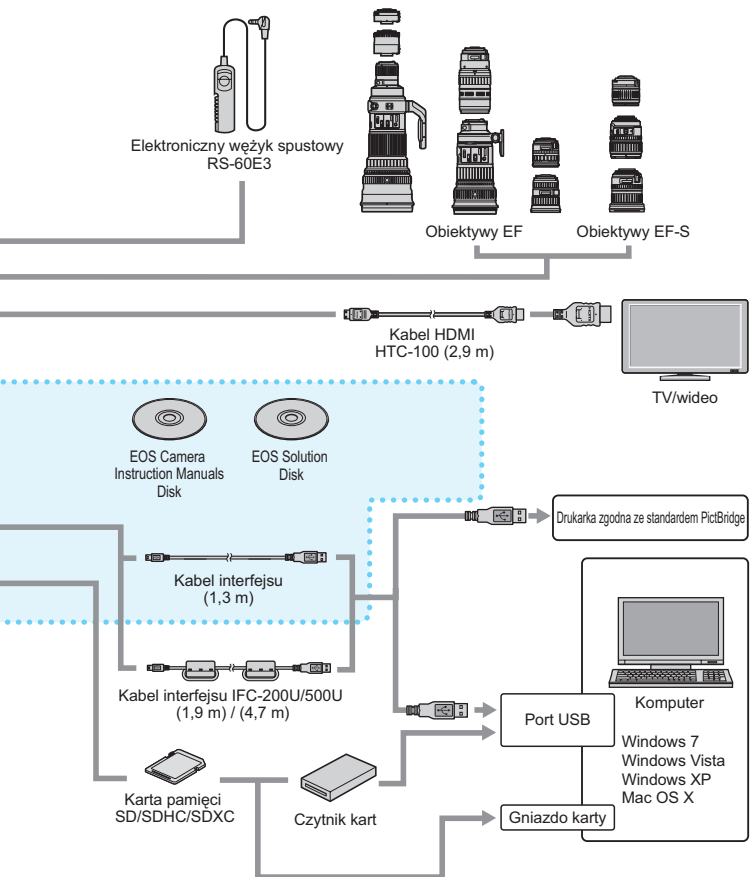 Elektroniczny wężyk spustowy
RS-60E3
Obiektywy EF
Obiektywy EF-S
Kabel HDMI
HTC-100 (2,9 m)
TV/wideo
EOS Camera
Instruction Manuals
Disk
EOS Solution
Disk
Drukarka zgodna ze standardem PictBridge
Kabel interfejsu
(1,3 m)
Kabel interfejsu IFC-200U/500U
(1,9 m) / (4,7 m)
Port USB
Komputer
Windows 7
Windows Vista
Windows XP
Mac OS X
Karta pamięci
SD/SDHC/SDXC
Czytnik kart
Gniazdo karty